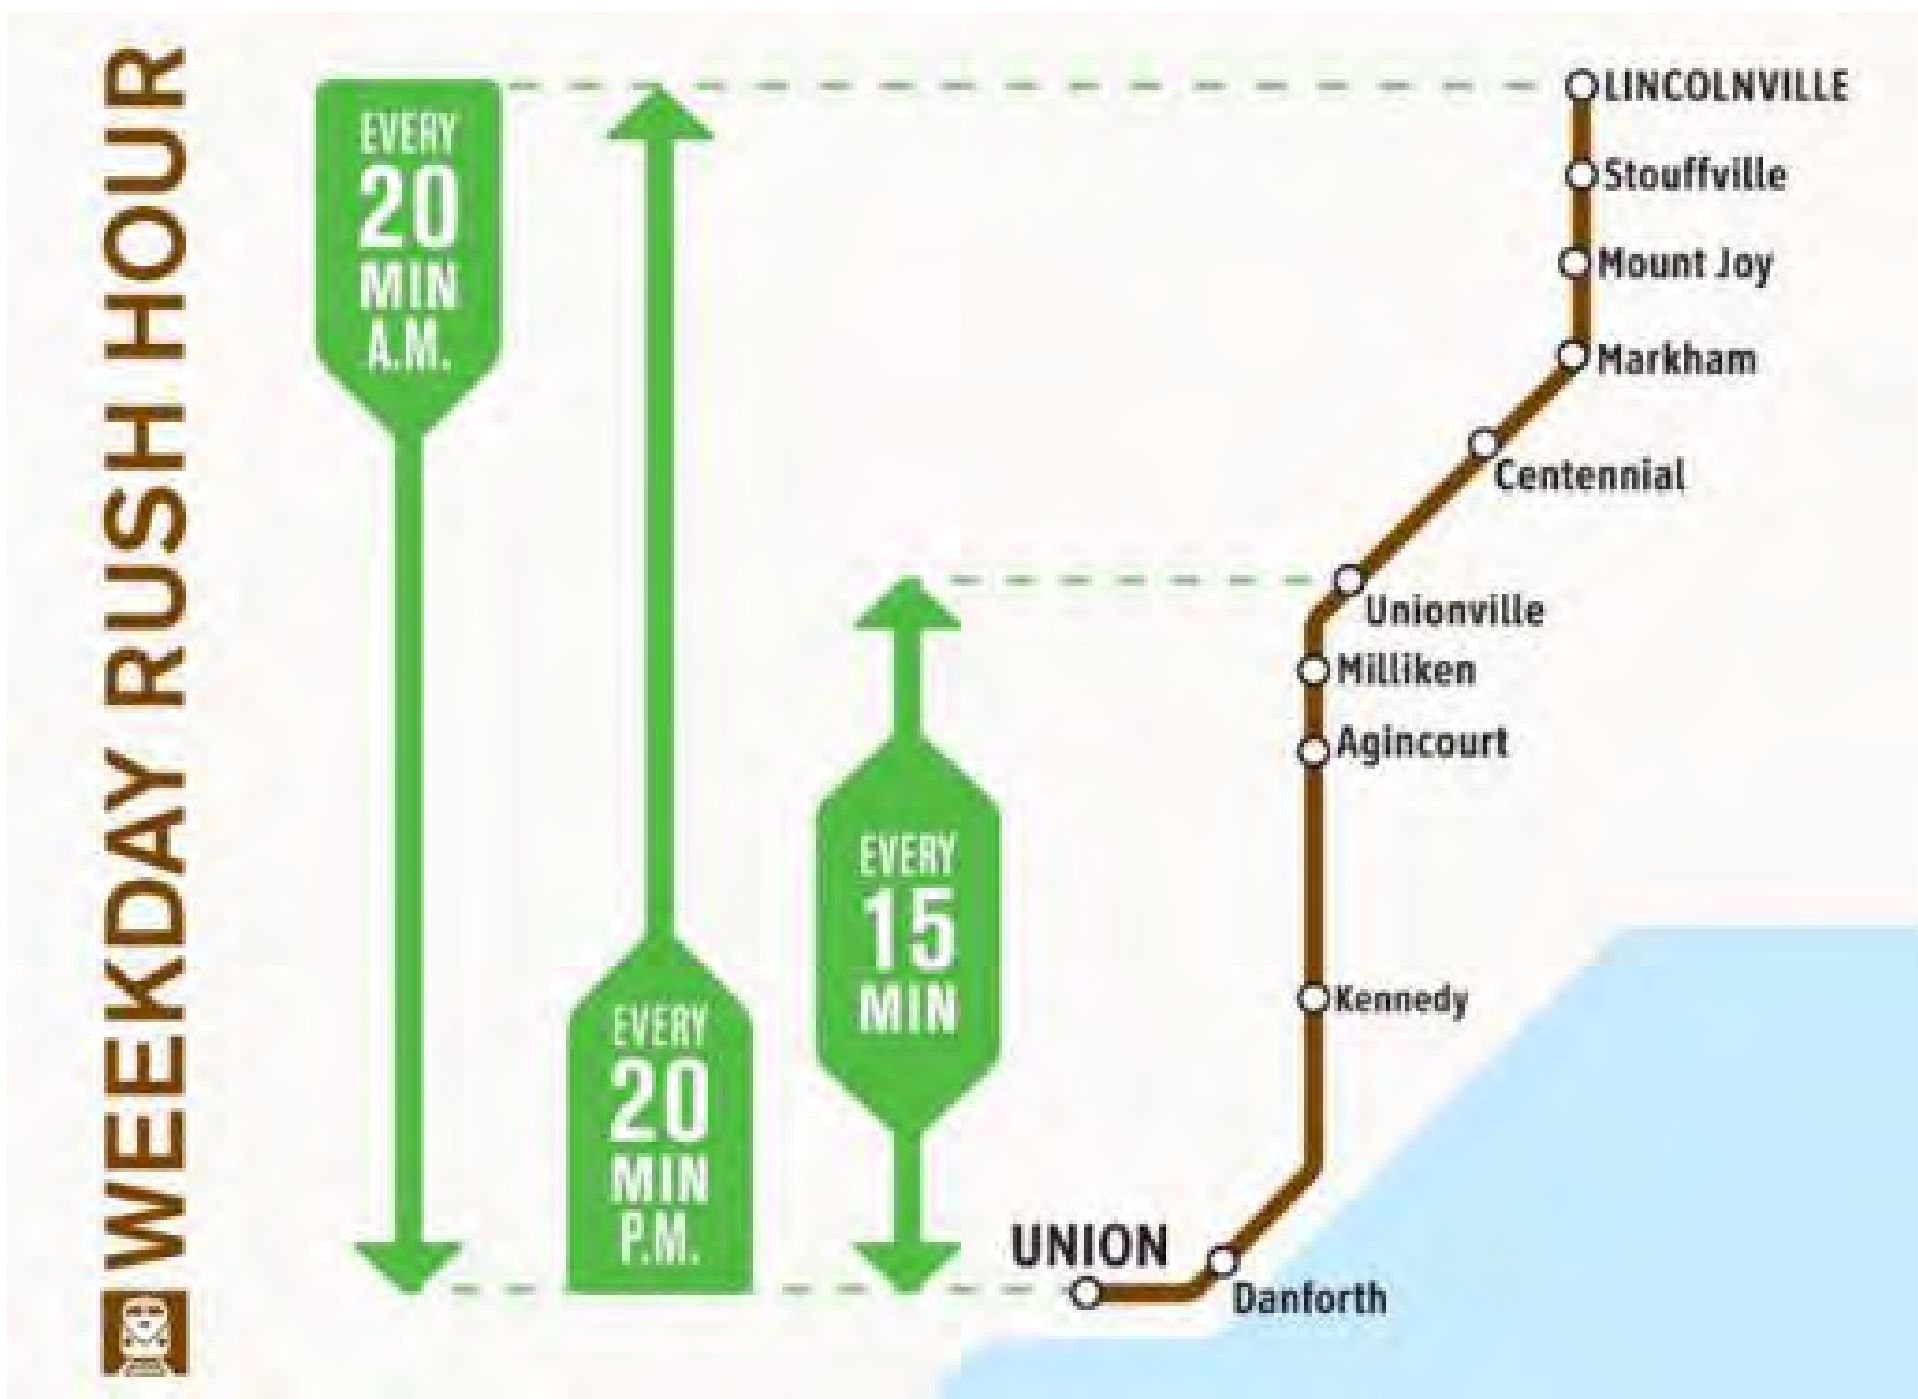 WEEKDAY RUSH HOUR
EVERY
20
MIN
A.M.
EVERY
20
MIN
P.M.
EVERY
15
MIN
LINCOLNVILLE
Stouffville
Mount Joy
Markham
Centennial
Unionville
Milliken
Agincourt
Kennedy
UNION
Danforth